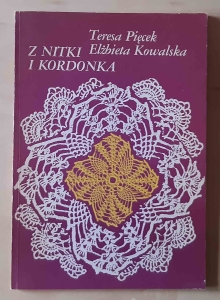 Teresa Pięcek
Elżbieta Kowalska
Z NITKI
I KORDONKA